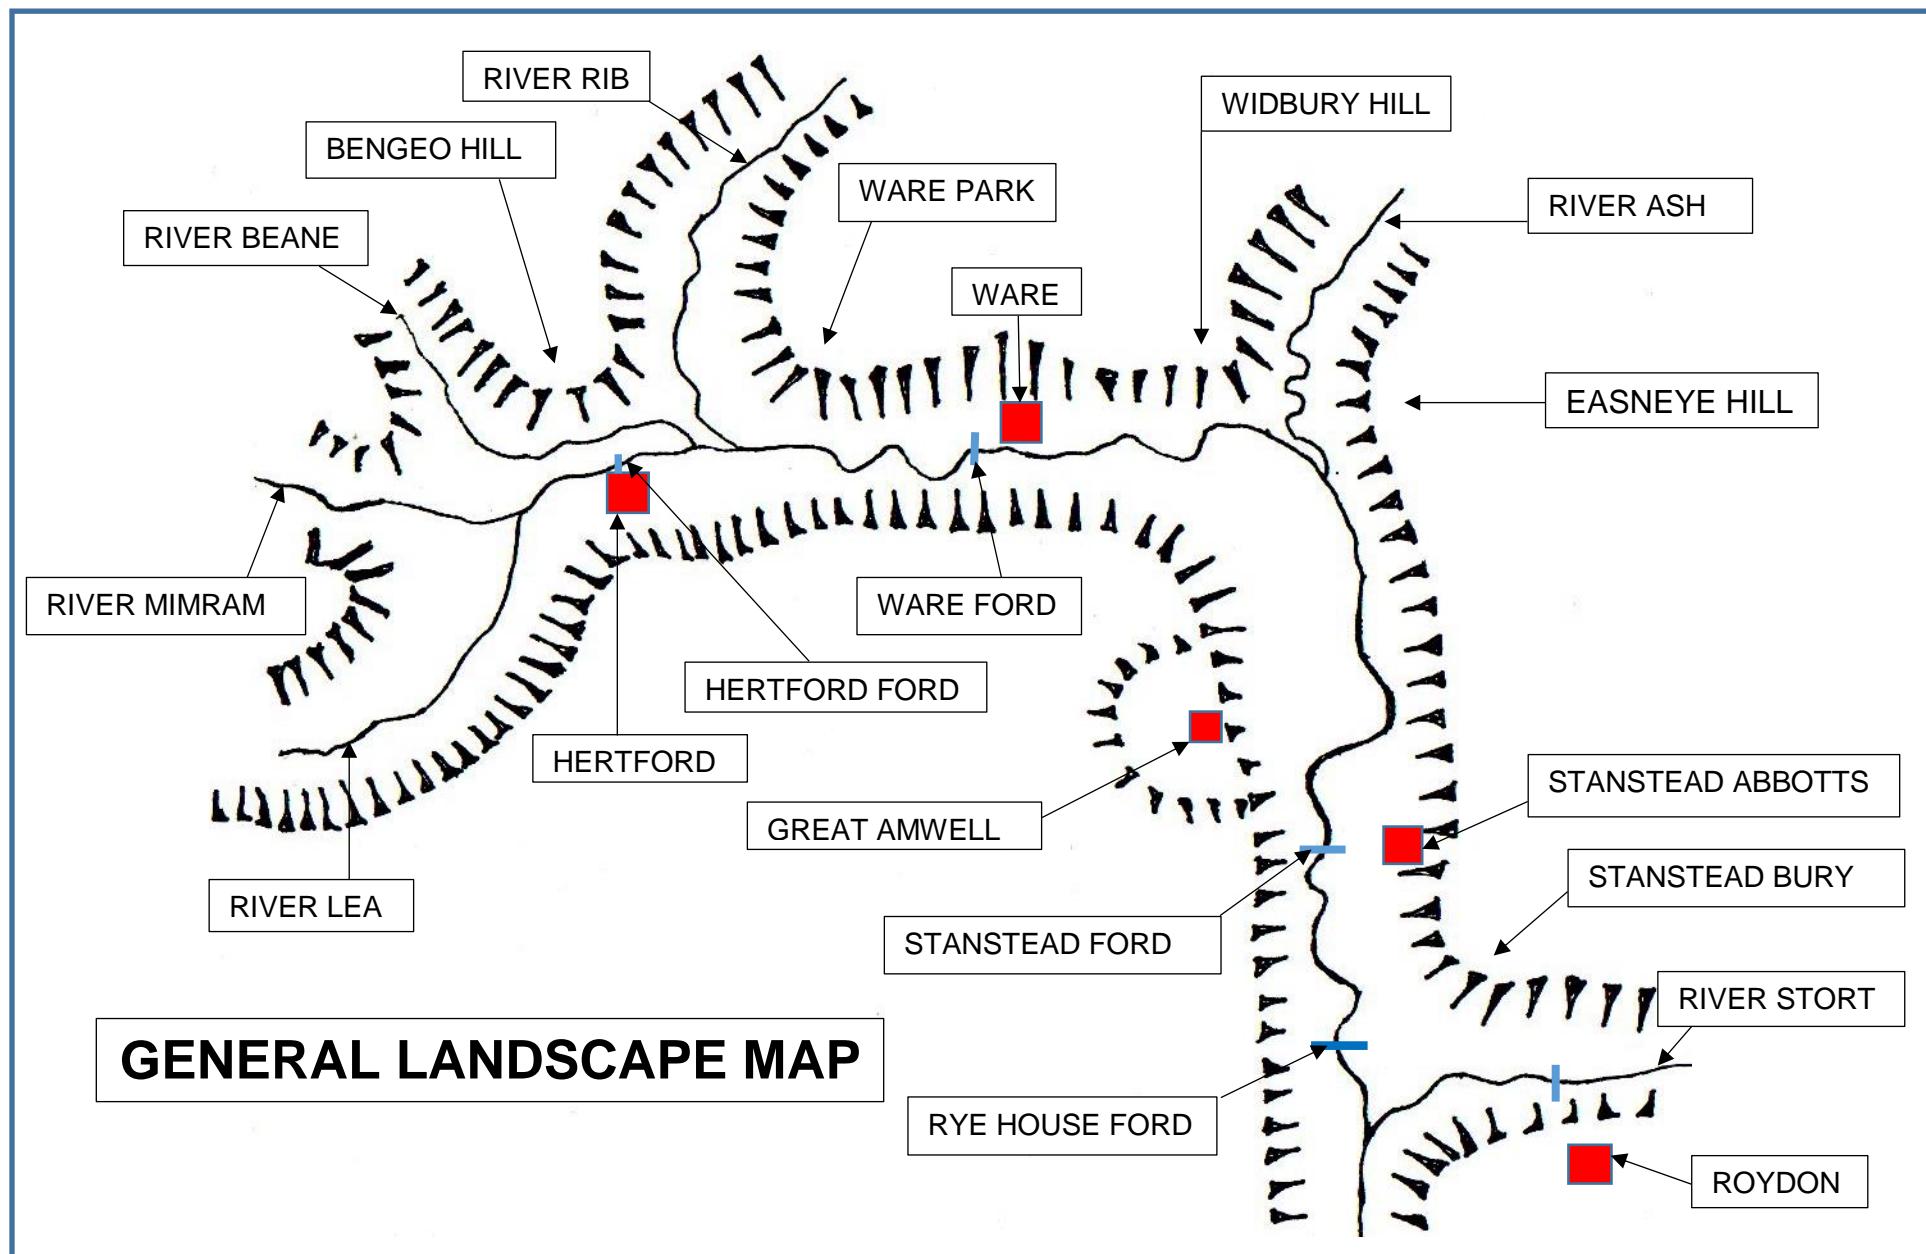 RIVER RIB
WIDBURY HILL
BENGEO HILL
WARE PARK
RIVER ASH
RIVER BEANE
WARE
EASNEYE HILL
RIVER MIMRAM
WARE FORD
HERTFORD FORD
HERTFORD
STANSTEAD ABBOTTS
GREAT AMWELL
STANSTEAD BURY
RIVER LEA
STANSTEAD FORD
RIVER STORT
GENERAL LANDSCAPE MAP
RYE HOUSE FORD
ROYDON